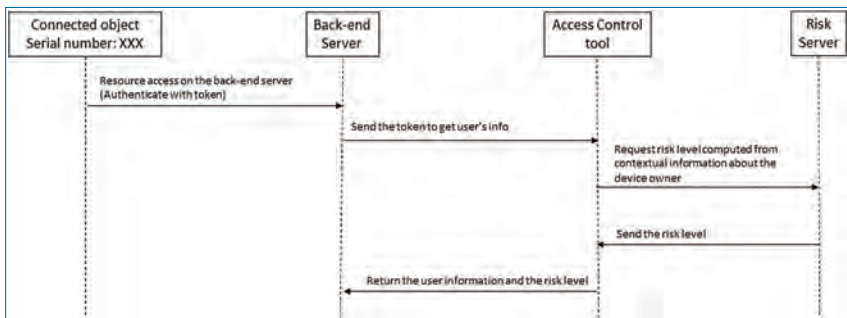 Connected object
Serial number: XXX
Back-end
Server
Access Control
tool
Risk
Server
Resource access on the back-end server
(Authenticate with token)
Send the token to get user's info
Request risk level computed from
contextual information about the
device owner
Send the risk level
Return the user information and the risk level